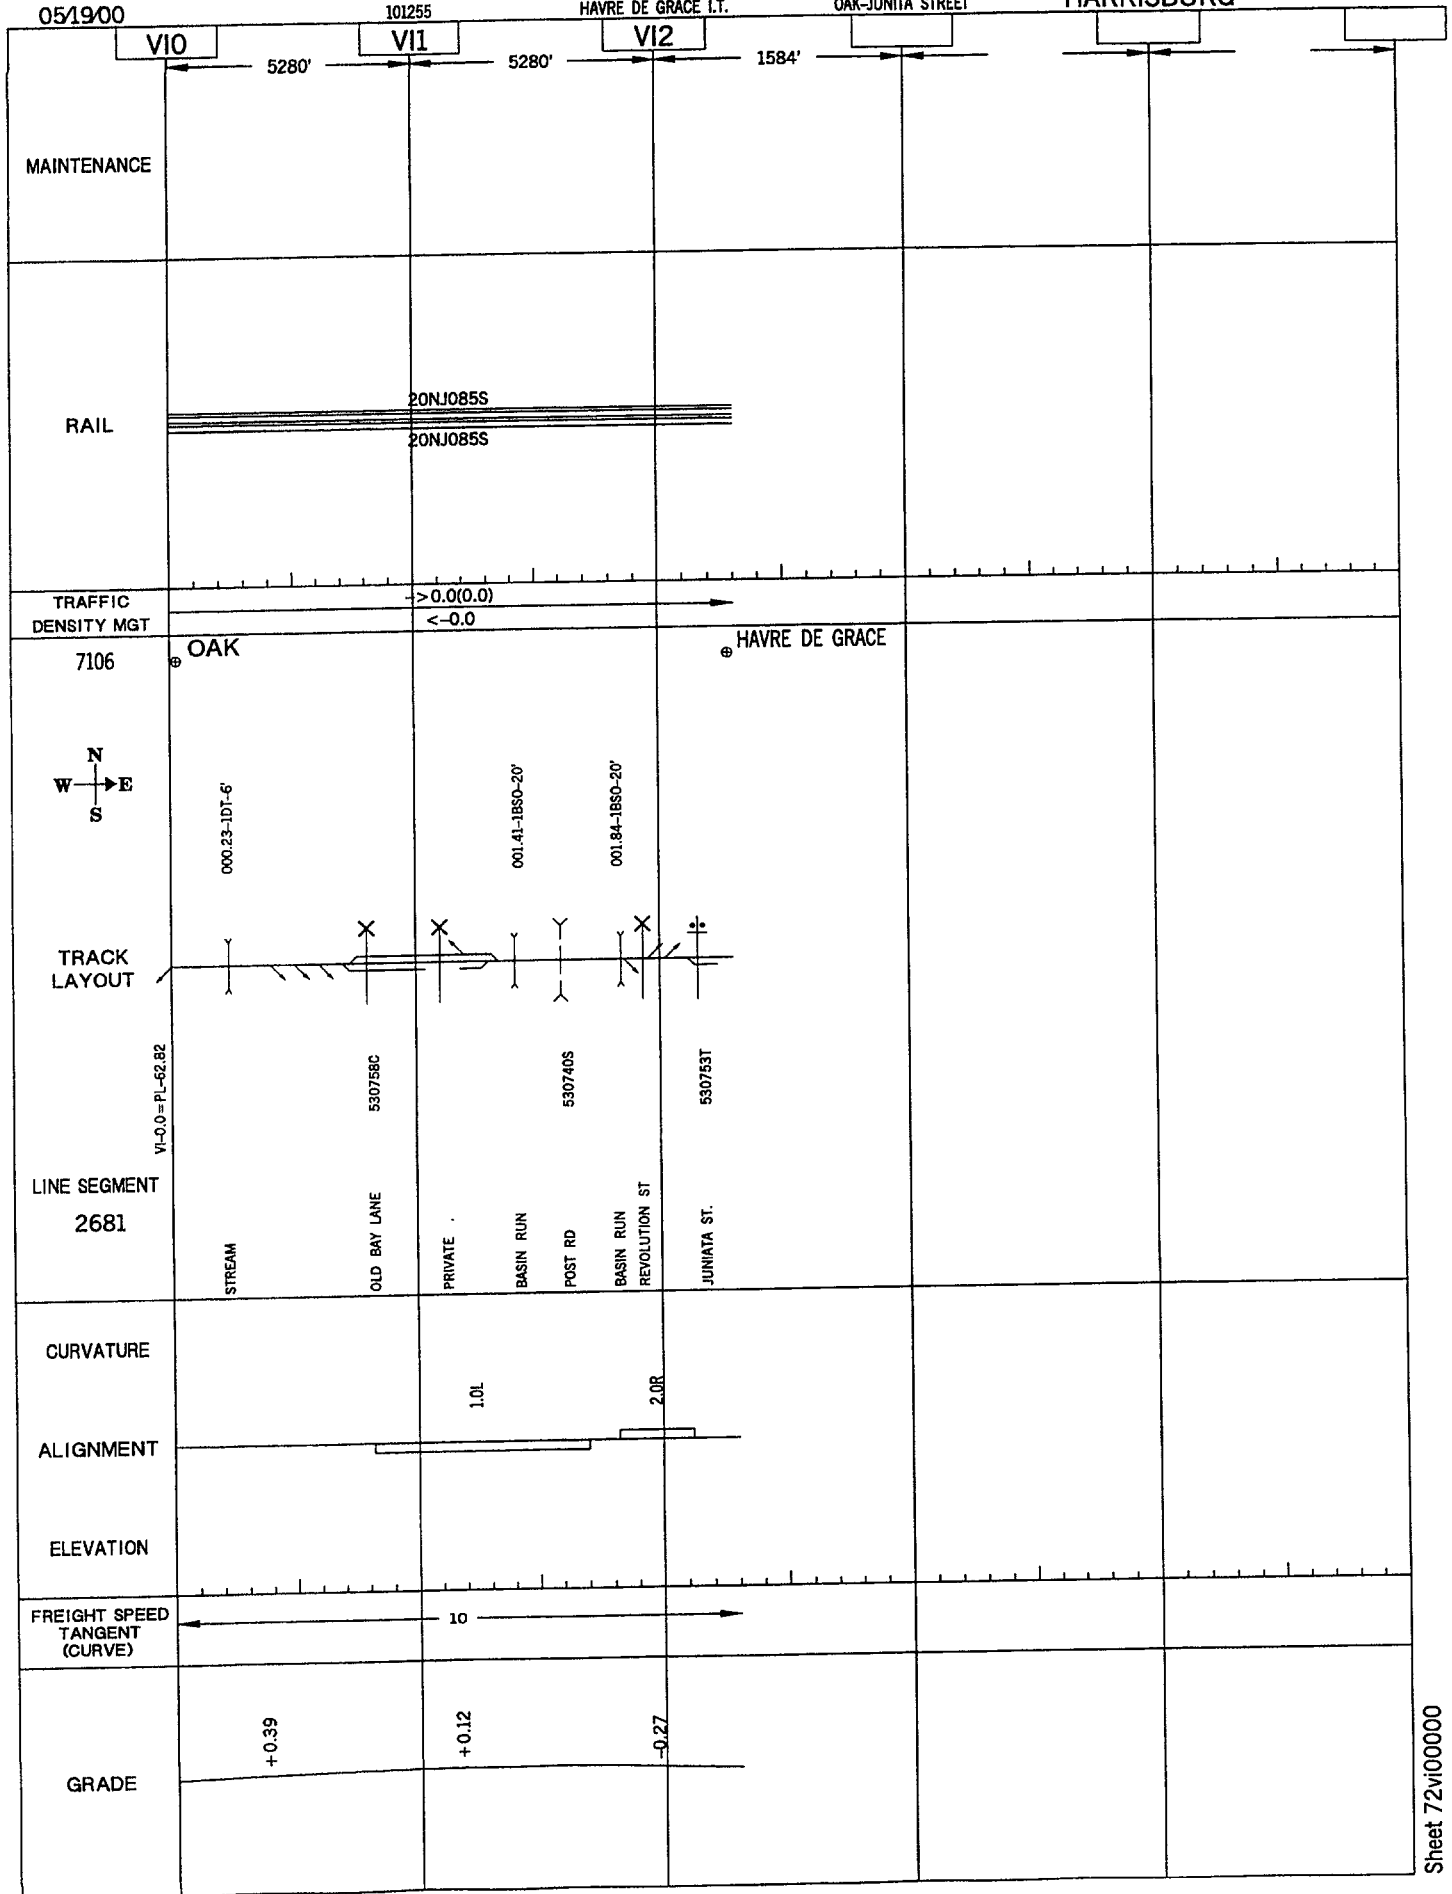 05/19/00
101255
HAVRE DE GRACE I.T.
OAK-JUNITA STREET
HARRISBURG
VI0
VI1
VI2
5280'
5280'
1584'
MAINTENANCE
RAIL
20NJ085S
20NJ085S
TRAFFIC
DENSITY MGT
->0.0(0.0)
<-0.0
7106
OAK
HAVRE DE GRACE
N
W E
S
000.23-1DT-6'
001.41-1BSO-20'
001.84-1BSO-20'
TRACK
LAYOUT
VI-0.0=PL-62.82
530758C
530740S
530753T
LINE SEGMENT
2681
STREAM
OLD BAY LANE
PRIVATE
BASIN RUN
POST RD
BASIN RUN
REVOLUTION ST
JUNIATA ST.
CURVATURE
1.0L
2.0R
ALIGNMENT
ELEVATION
FREIGHT SPEED
TANGENT
(CURVE)
10
+0.39
+0.12
-0.27
GRADE
Sheet 72vi00000